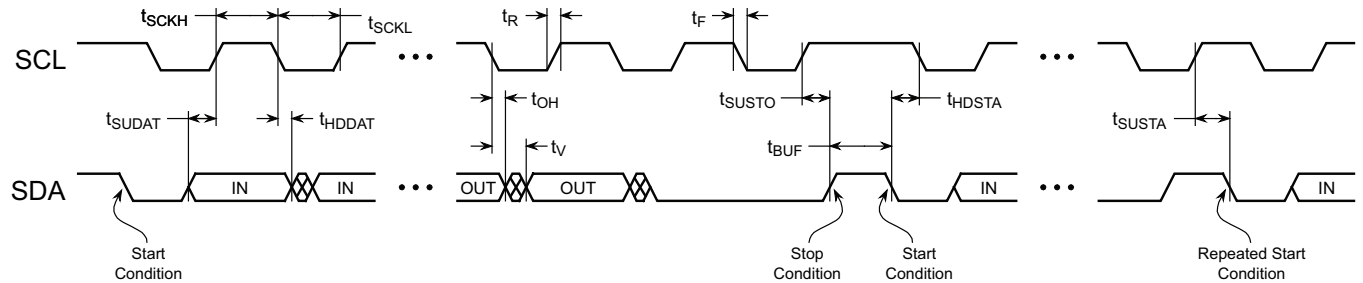 tSCKH
tSCKL
tR
tF
SCL
tSUDAT
tHDDAT
tOH
tV
tSUSTO
tHDSTA
tBUF
tSUSTA
SDA
IN
IN
OUT
OUT
IN
IN
Start
Condition
Stop
Condition
Start
Condition
Repeated Start
Condition